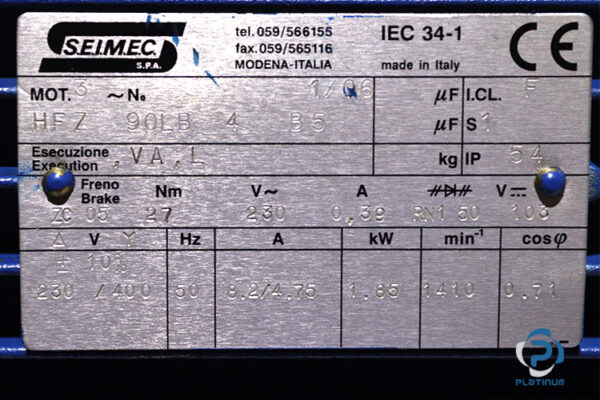 S.E.I.M.E.C. S.P.A.
tel. 059/566155
fax. 059/565116
MODENA-ITALIA
IEC 34-1
made in Italy
CE
MOT. 3 ~ No 1/06 µF I.CL. F
HFZ 90LB 4 B5 µF S 1
Esecuzione
Execution , VA , L kg IP 54
Freno
Brake Nm V~ A V
ZC 05 27 230 0,39 RN1 50 103
Δ V Y Hz A kW min-1 cosφ
± 10%
230 / 400 50 8.2/4.75 1.85 1410 0.71
PLATINUM